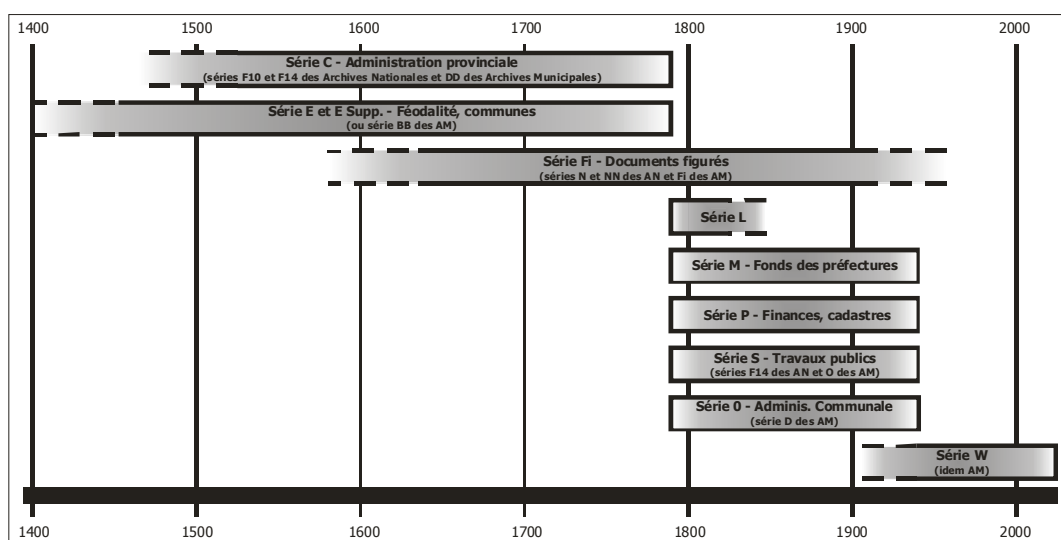 1400 1500 1600 1700 1800 1900 2000
Série C - Administration provinciale
(séries F10 et F14 des Archives Nationales et DD des Archives Municipales)
Série E et E Supp. - Féodalité, communes
(ou série BB des AM)
Série Fi - Documents figurés
(séries N et NN des AN et Fi des AM)
Série L
Série M - Fonds des préfectures
Série P - Finances, cadastres
Série S - Travaux publics
(séries F14 des AN et O des AM)
Série 0 - Adminis. Communale
(série D des AM)
Série W
(idem AM)
1400 1500 1600 1700 1800 1900 2000